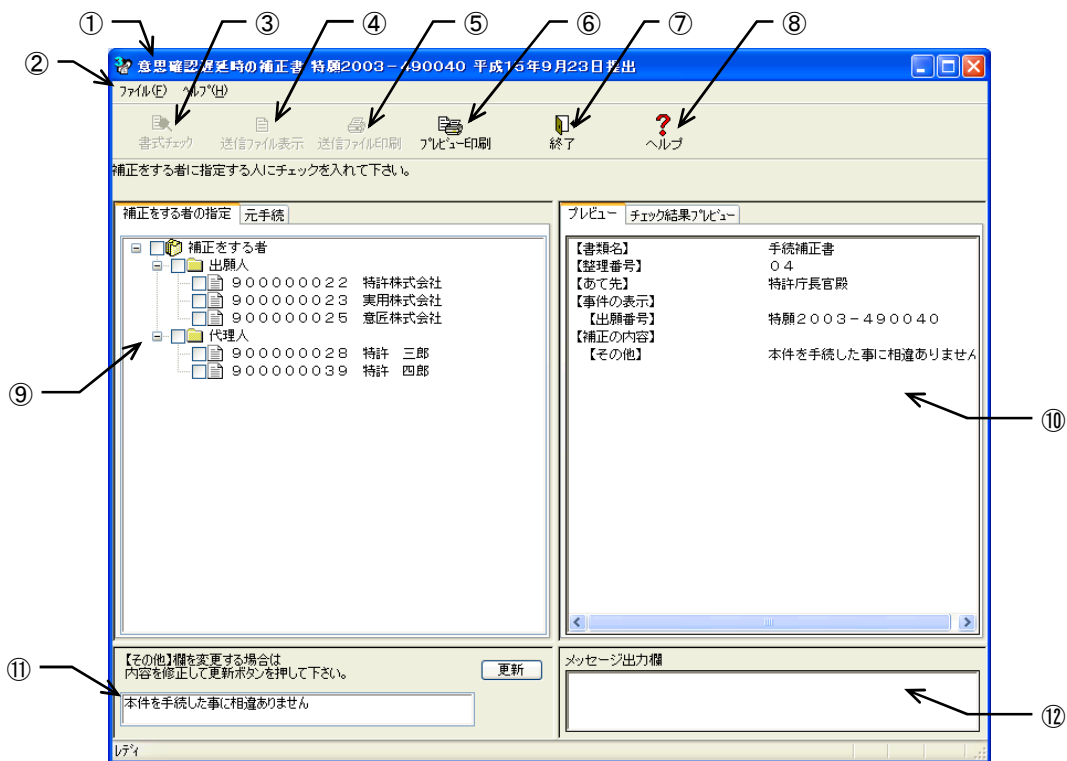 ① ③ ④ ⑤ ⑥ ⑦ ⑧
②
意思確認遅延時の補正書 特願2003-490040 平成15年9月23日提出
ﾌｧｲﾙ(F) ﾍﾙﾌﾟ(H)
書式ﾁｪｯｸ 送信ﾌｧｲﾙ表示 送信ﾌｧｲﾙ印刷 ﾌﾟﾚﾋﾞｭｰ印刷 終了 ヘルプ
補正をする者に指定する人にチェックを入れて下さい。
補正をする者の指定 元手続
補正をする者
出願人
９０００００００２２ 特許株式会社
９０００００００２３ 実用株式会社
９０００００００２５ 意匠株式会社
代理人
９０００００００２８ 特許 三郎
９０００００００３９ 特許 四郎
⑨
プレビュー チェック結果ﾌﾟﾚﾋﾞｭｰ
【書類名】 手続補正書
【整理番号】 ０４
【あて先】 特許庁長官殿
【事件の表示】
【出願番号】 特願２００３－４９００４０
【補正の内容】
【その他】 本件を手続した事に相違ありません
⑩
【その他】欄を変更する場合は
内容を修正して更新ボタンを押して下さい。
更新
本件を手続した事に相違ありません
⑪
メッセージ出力欄
⑫
ﾚﾃﾞｨ